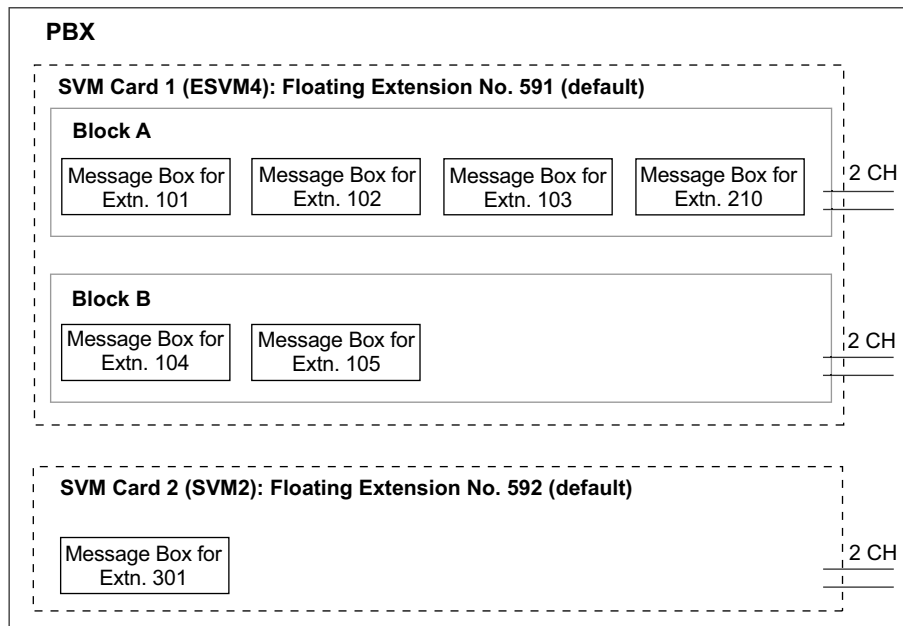 PBX
SVM Card 1 (ESVM4): Floating Extension No. 591 (default)
Block A
Message Box for
Extn. 101
Message Box for
Extn. 102
Message Box for
Extn. 103
Message Box for
Extn. 210
2 CH
Block B
Message Box for
Extn. 104
Message Box for
Extn. 105
2 CH
SVM Card 2 (SVM2): Floating Extension No. 592 (default)
Message Box for
Extn. 301
2 CH